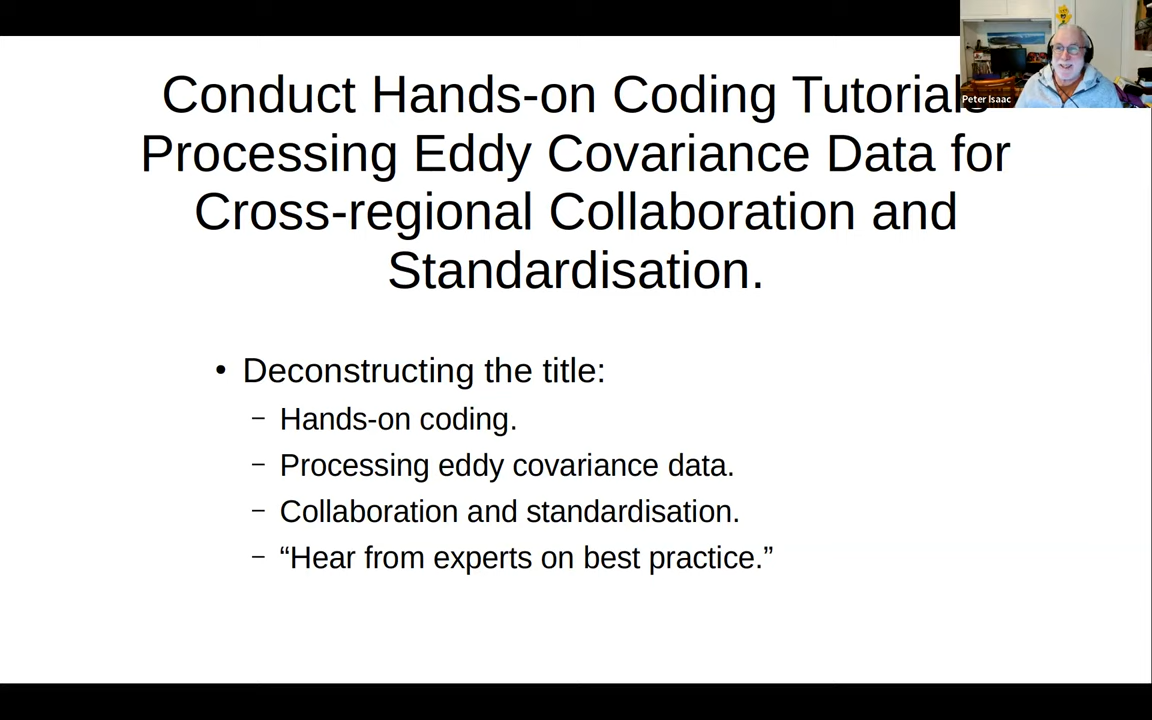 Conduct Hands-on Coding Tutorials
Processing Eddy Covariance Data for
Cross-regional Collaboration and
Standardisation.
Peter Isaac
• Deconstructing the title:
– Hands-on coding.
– Processing eddy covariance data.
– Collaboration and standardisation.
– “Hear from experts on best practice.”